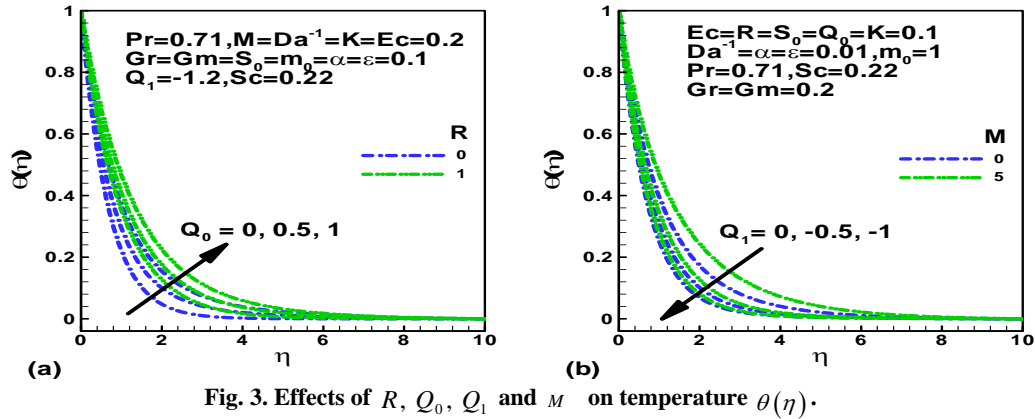 Pr=0.71,M=Da⁻¹=K=Ec=0.2
Gr=Gm=S₀=m₀=α=ε=0.1
Q₁=-1.2,Sc=0.22
R
0
1
Q₀ = 0, 0.5, 1
θ(η)
1
0.8
0.6
0.4
0.2
0
0 2 4 6 8 10
η
(a)
Ec=R=S₀=Q₀=K=0.1
Da⁻¹=α=ε=0.01,m₀=1
Pr=0.71,Sc=0.22
Gr=Gm=0.2
M
0
5
Q₁ = 0, -0.5, -1
θ(η)
1
0.8
0.6
0.4
0.2
0
0 2 4 6 8 10
η
(b)
Fig. 3. Effects of R, Q₀, Q₁ and M on temperature θ(η).